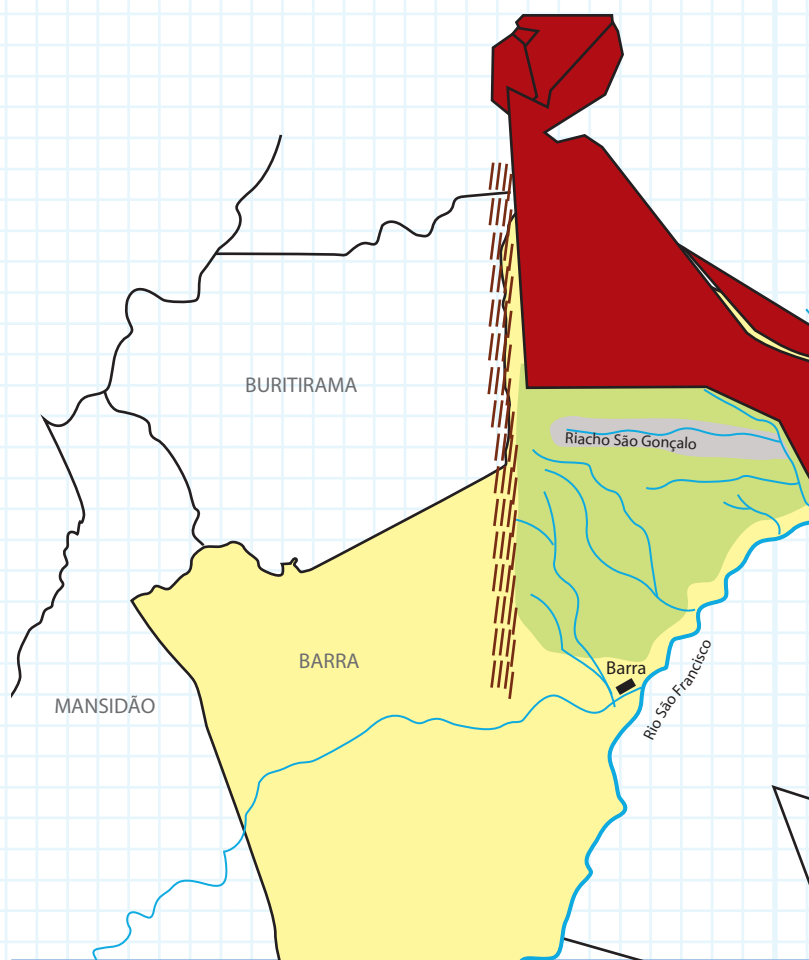 BURITIRAMA
Riacho São Gonçalo
BARRA
Barra
MANSIDÃO
Rio São Francisco